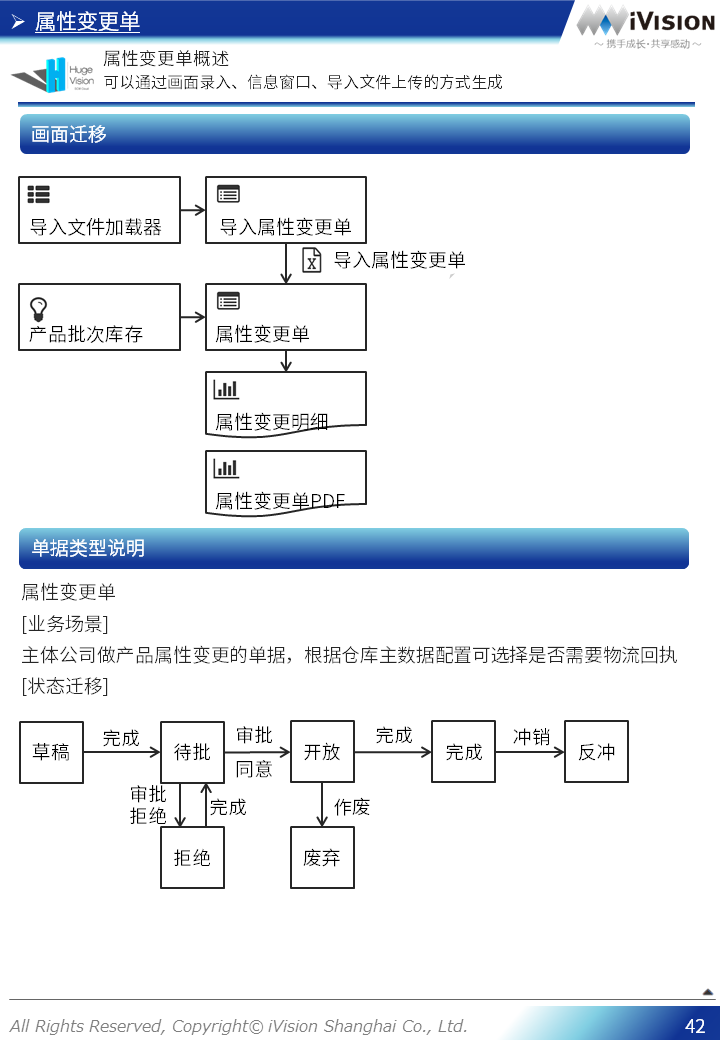 属性变更单
iVISION
～ 携手成长·共享感动 ～
Huge
Vision
属性变更单概述
可以通过画面录入、信息窗口、导入文件上传的方式生成
画面迁移
导入文件加载器
导入属性变更单
导入属性变更单
产品批次库存
属性变更单
属性变更明细
属性变更单PDF
单据类型说明
属性变更单
[业务场景]
主体公司做产品属性变更的单据，根据仓库主数据配置可选择是否需要物流回执
[状态迁移]
草稿
完成
待批
审批
同意
开放
完成
完成
冲销
反冲
审批
拒绝
完成
作废
拒绝
废弃
All Rights Reserved, Copyright© iVision Shanghai Co., Ltd.
42